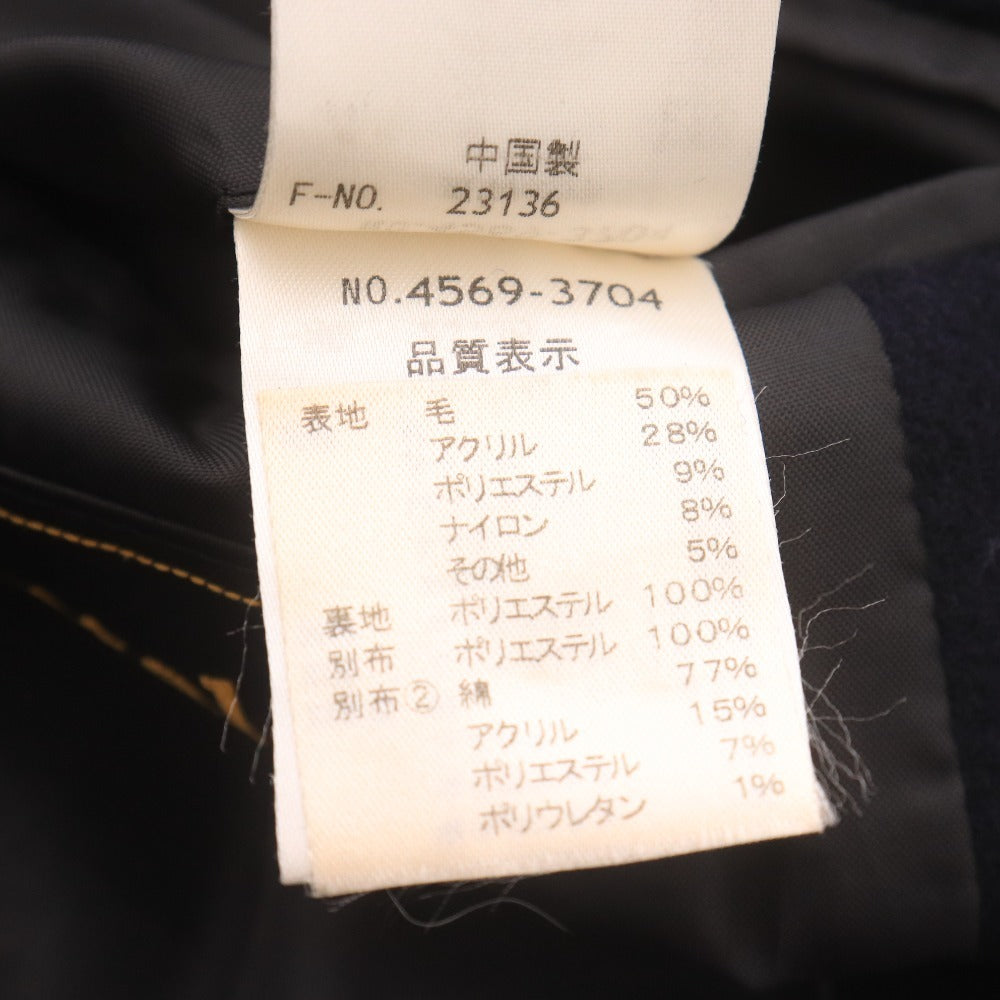 中国製
F-NO. 23136
NO.4569-3704
品質表示
表地 毛 50%
アクリル 28%
ポリエステル 9%
ナイロン 8%
その他 5%
裏地 ポリエステル 100%
別布 ポリエステル 100%
別布② 綿 77%
アクリル 15%
ポリエステル 7%
ポリウレタン 1%